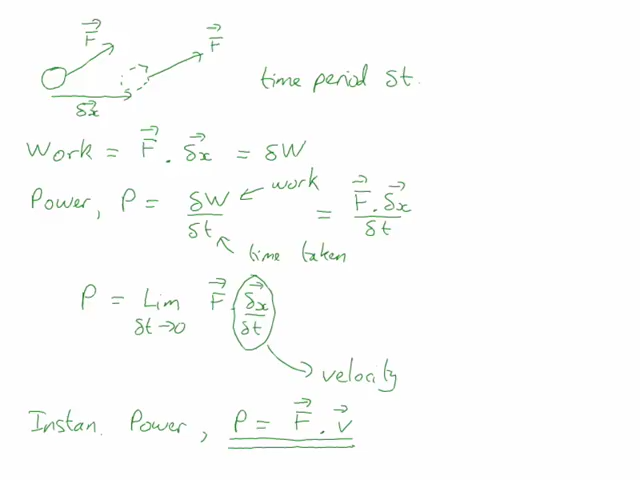 F⃗ F⃗
time period δt.
δx⃗
Work = F⃗ . δx⃗ = δW
Power, P = δW/δt = F⃗ . δx⃗/δt
work
time taken
P = Lim δt→0 F⃗ . δx⃗/δt
velocity
Instan. Power, P = F⃗ . v⃗